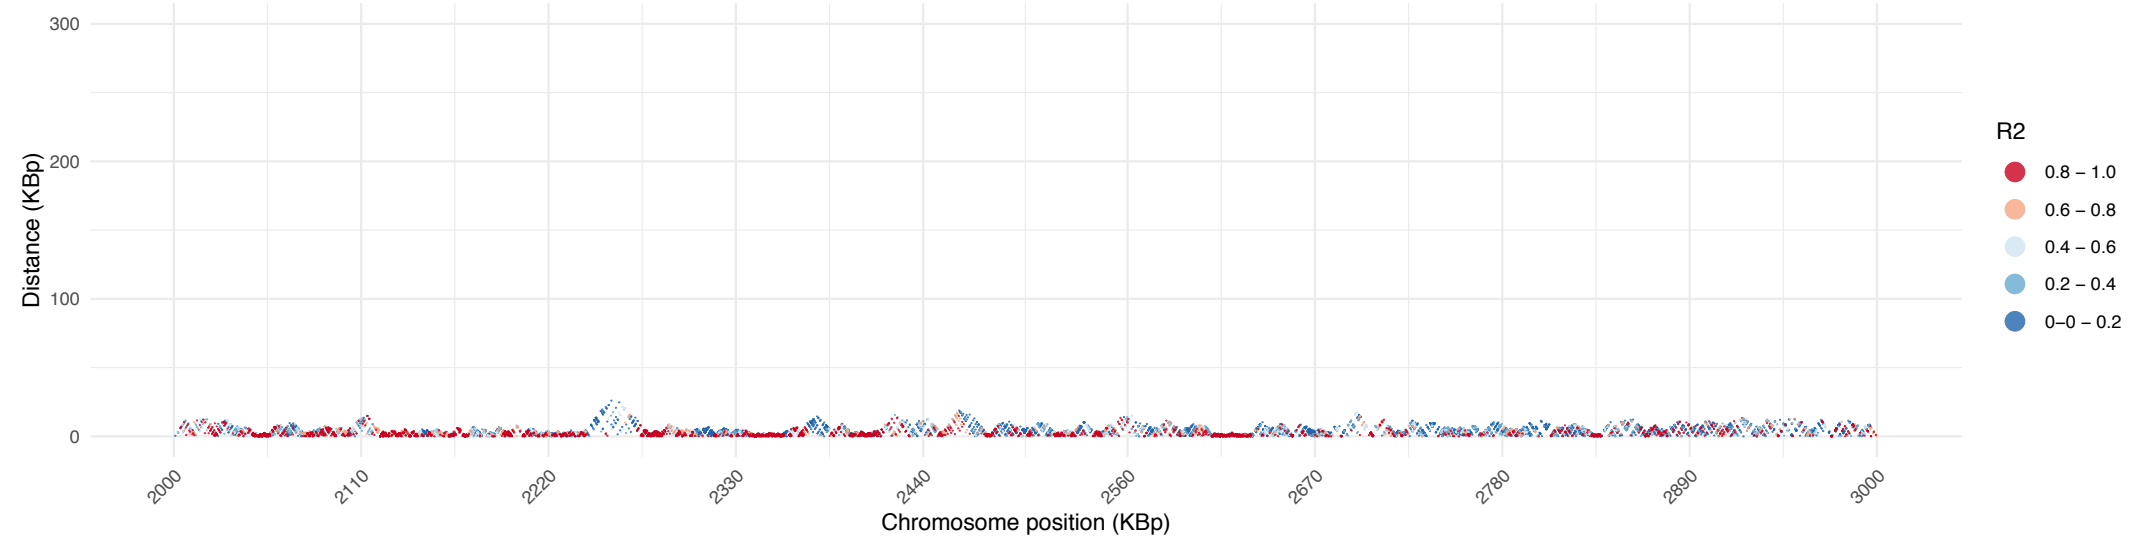 300
200
100
0
Distance (KBp)
2000
2110
2220
2330
2440
2560
2670
2780
2890
3000
Chromosome position (KBp)
R2
0.8 – 1.0
0.6 – 0.8
0.4 – 0.6
0.2 – 0.4
0–0 – 0.2